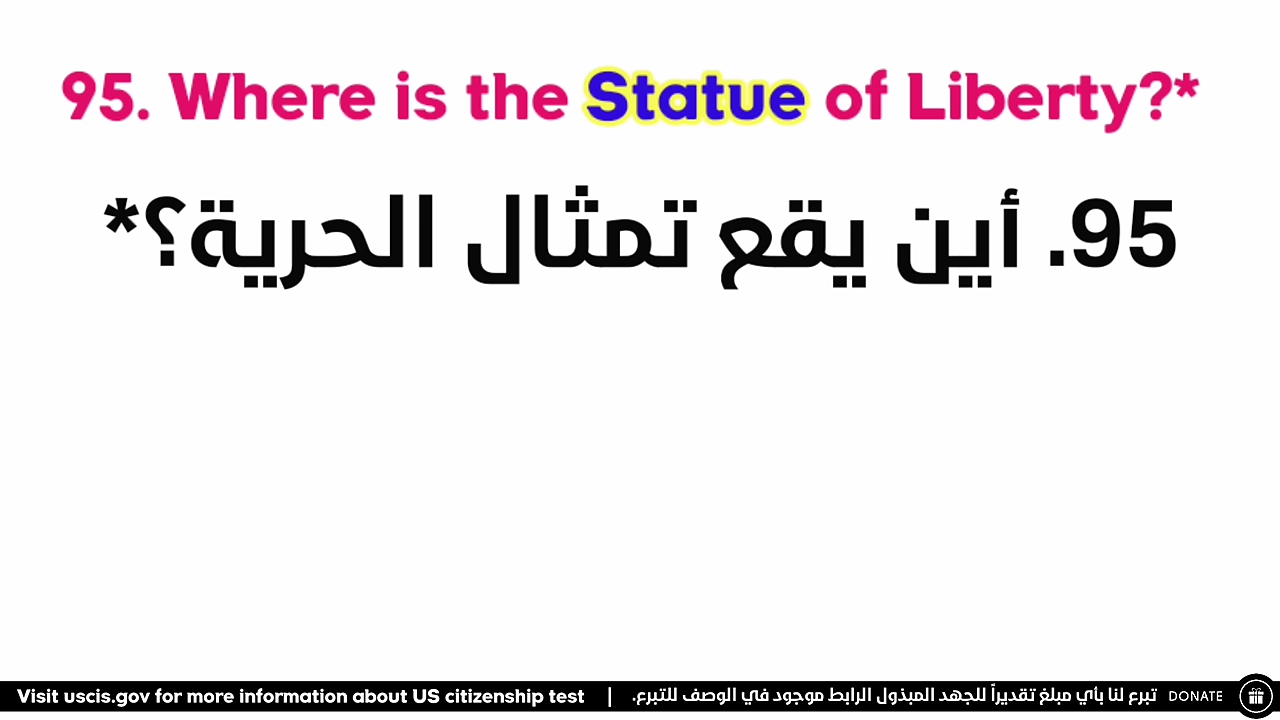 95. Where is the Statue of Liberty?*
95. أين يقع تمثال الحرية؟*
Visit uscis.gov for more information about US citizenship test | تبرع لنا بأي مبلغ تقديراً للجهد المبذول الرابط موجود في الوصف للتبرع. DONATE